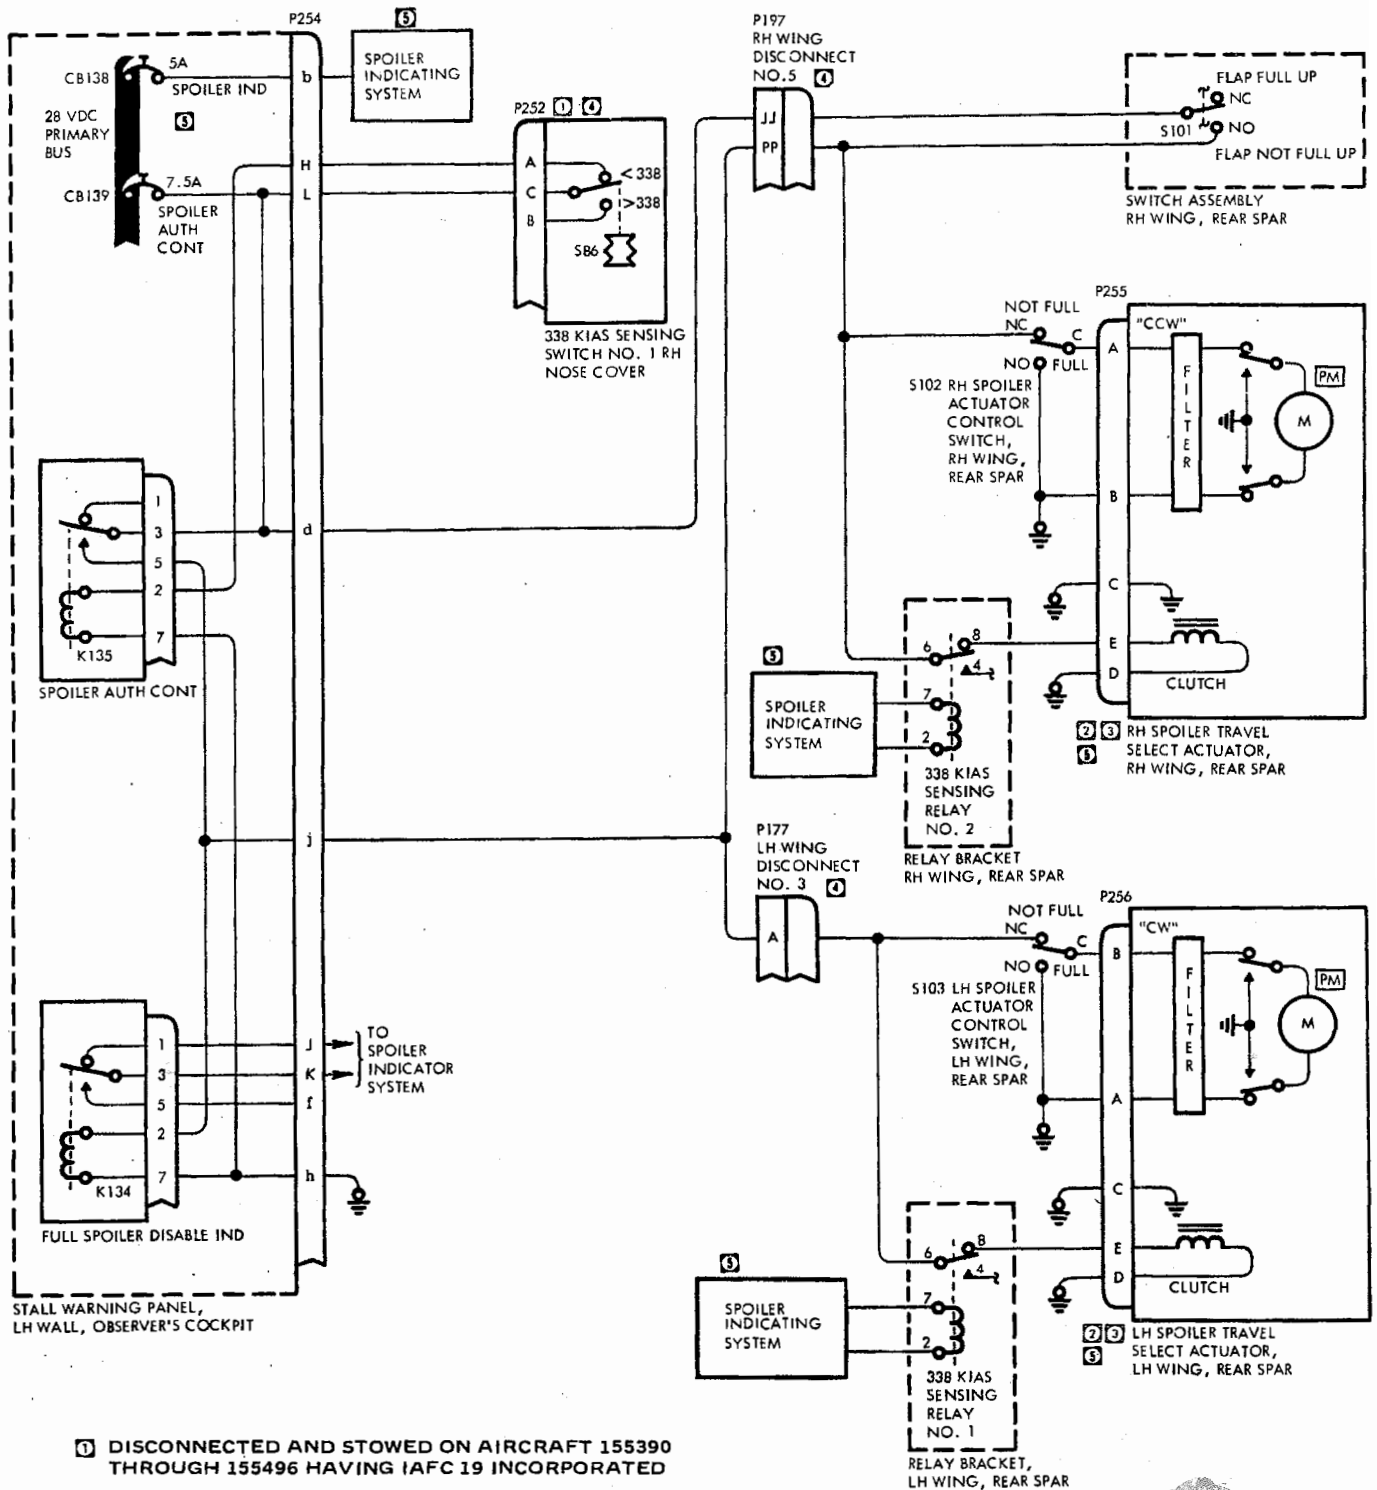 P254
5
SPOILER
INDICATING
SYSTEM
CB138
5A
SPOILER IND
5
b
28 VDC
PRIMARY
BUS
CB139
7.5A
SPOILER
AUTH
CONT
H
L
P252 1 4
A
C
B
<338
>338
S86
338 KIAS SENSING
SWITCH NO. 1 RH
NOSE COVER
P197
RH WING
DISCONNECT
NO.5 4
JJ
PP
FLAP FULL UP
NC
S101
NO
FLAP NOT FULL UP
SWITCH ASSEMBLY
RH WING, REAR SPAR
P255
NOT FULL
NC
C
NO
FULL
S102 RH SPOILER
ACTUATOR
CONTROL
SWITCH,
RH WING,
REAR SPAR
"CCW"
A
B
C
E
D
FILTER
PM
M
CLUTCH
2 3 RH SPOILER TRAVEL
5 SELECT ACTUATOR,
RH WING, REAR SPAR
1
3
5
2
7
K135
SPOILER AUTH CONT
d
j
5
SPOILER
INDICATING
SYSTEM
6
8
4
7
2
338 KIAS
SENSING
RELAY
NO. 2
RELAY BRACKET
RH WING, REAR SPAR
P177
LH WING
DISCONNECT
NO. 3 4
A
P256
NOT FULL
NC
C
NO
FULL
S103 LH SPOILER
ACTUATOR
CONTROL
SWITCH,
LH WING,
REAR SPAR
"CW"
B
A
C
E
D
FILTER
PM
M
CLUTCH
2 3 LH SPOILER TRAVEL
5 SELECT ACTUATOR,
LH WING, REAR SPAR
1
3
5
2
7
K134
FULL SPOILER DISABLE IND
J
K
f
h
TO
SPOILER
INDICATOR
SYSTEM
STALL WARNING PANEL,
LH WALL, OBSERVER'S COCKPIT
5
SPOILER
INDICATING
SYSTEM
6
8
4
7
2
338 KIAS
SENSING
RELAY
NO. 1
RELAY BRACKET,
LH WING, REAR SPAR
1 DISCONNECTED AND STOWED ON AIRCRAFT 155390
THROUGH 155496 HAVING IAFC 19 INCORPORATED